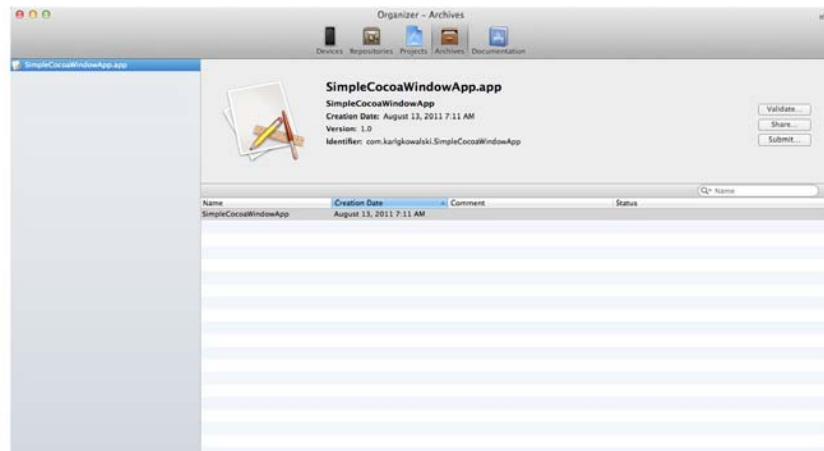 Organizer - Archives
Devices Repositories Projects Archives Documentation
SimpleCocoaWindowApp.app
SimpleCocoaWindowApp.app
SimpleCocoaWindowApp
Creation Date: August 13, 2011 7:11 AM
Version: 1.0
Identifier: com.karlgkowalski.SimpleCocoaWindowApp
Validate...
Share...
Submit...
Name
Name Creation Date Comment Status
SimpleCocoaWindowApp August 13, 2011 7:11 AM